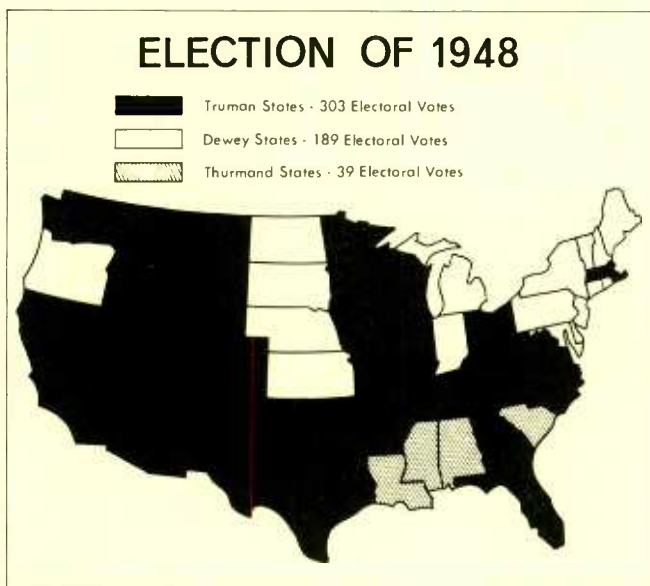 ELECTION OF 1948
Truman States - 303 Electoral Votes
Dewey States - 189 Electoral Votes
Thurmand States - 39 Electoral Votes